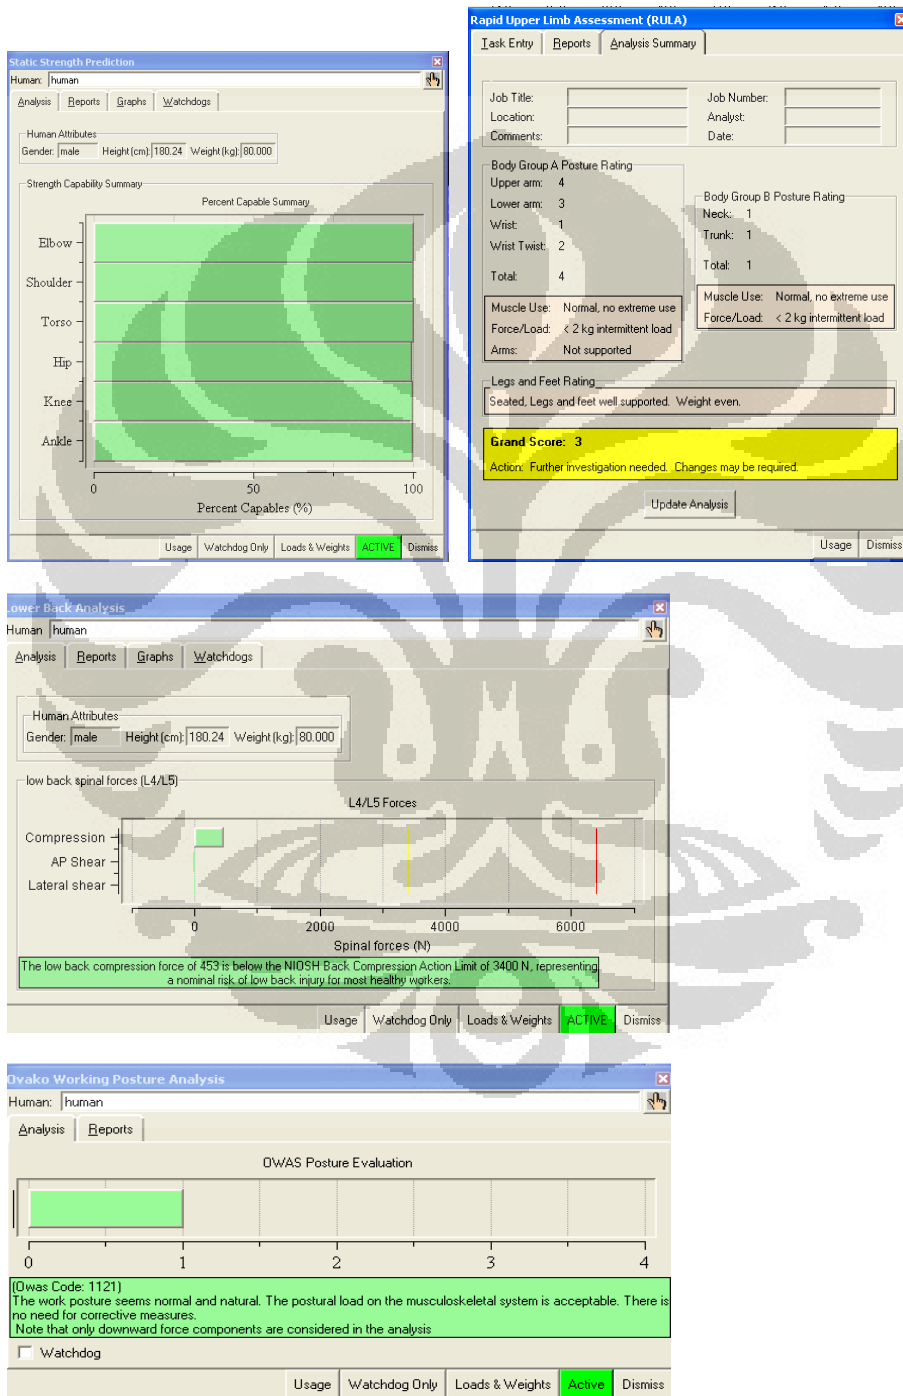 Static Strength Prediction
Human: human
Analysis Reports Graphs Watchdogs
Human Attributes
Gender: male Height (cm): 180.24 Weight (kg): 80.000
Strength Capability Summary
Percent Capable Summary
Elbow
Shoulder
Torso
Hip
Knee
Ankle
0 50 100
Percent Capables (%)
Usage Watchdog Only Loads & Weights ACTIVE Dismiss
Rapid Upper Limb Assessment (RULA)
Task Entry Reports Analysis Summary
Job Title: Job Number:
Location: Analyst:
Comments: Date:
Body Group A Posture Rating
Upper arm: 4
Lower arm: 3
Wrist: 1
Wrist Twist: 2
Total: 4
Muscle Use: Normal, no extreme use
Force/Load: < 2 kg intermittent load
Arms: Not supported
Body Group B Posture Rating
Neck: 1
Trunk: 1
Total: 1
Muscle Use: Normal, no extreme use
Force/Load: < 2 kg intermittent load
Legs and Feet Rating
Seated, Legs and feet well supported. Weight even.
Grand Score: 3
Action: Further investigation needed. Changes may be required.
Update Analysis
Usage Dismiss
Lower Back Analysis
Human human
Analysis Reports Graphs Watchdogs
Human Attributes
Gender: male Height (cm): 180.24 Weight (kg): 80.000
low back spinal forces (L4/L5)
L4/L5 Forces
Compression
AP Shear
Lateral shear
0 2000 4000 6000
Spinal forces (N)
The low back compression force of 453 is below the NIOSH Back Compression Action Limit of 3400 N, representing
a nominal risk of low back injury for most healthy workers.
Usage Watchdog Only Loads & Weights ACTIVE Dismiss
Ovako Working Posture Analysis
Human: human
Analysis Reports
OWAS Posture Evaluation
0 1 2 3 4
(Owas Code: 1121)
The work posture seems normal and natural. The postural load on the musculoskeletal system is acceptable. There is
no need for corrective measures.
Note that only downward force components are considered in the analysis
Watchdog
Usage Watchdog Only Loads & Weights Active Dismiss